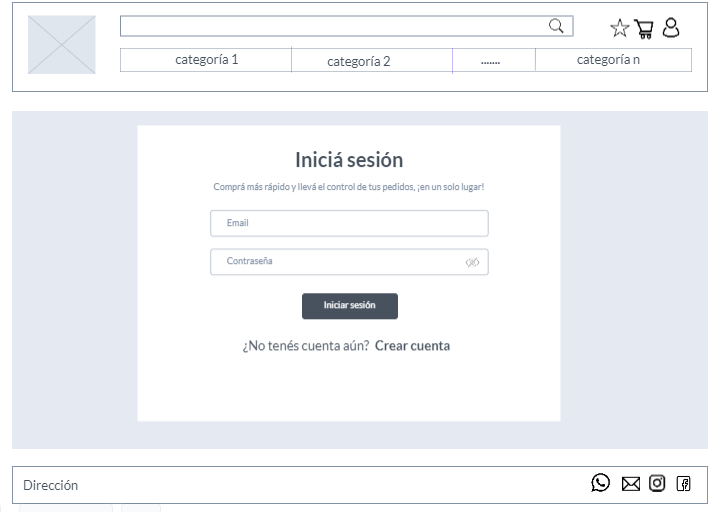 categoría 1
categoría 2
.......
categoría n
Iniciá sesión
Comprá más rápido y llevá el control de tus pedidos, ¡en un solo lugar!
Email
Contraseña
Iniciar sesión
¿No tenés cuenta aún? Crear cuenta
Dirección